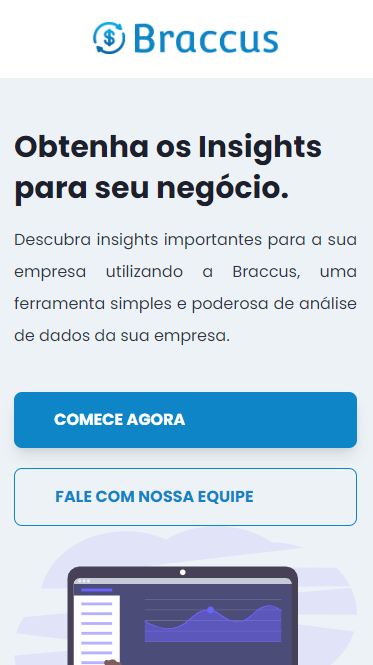 Braccus
Obtenha os Insights
para seu negócio.
Descubra insights importantes para a sua
empresa utilizando a Braccus, uma
ferramenta simples e poderosa de análise
de dados da sua empresa.
COMECE AGORA
FALE COM NOSSA EQUIPE